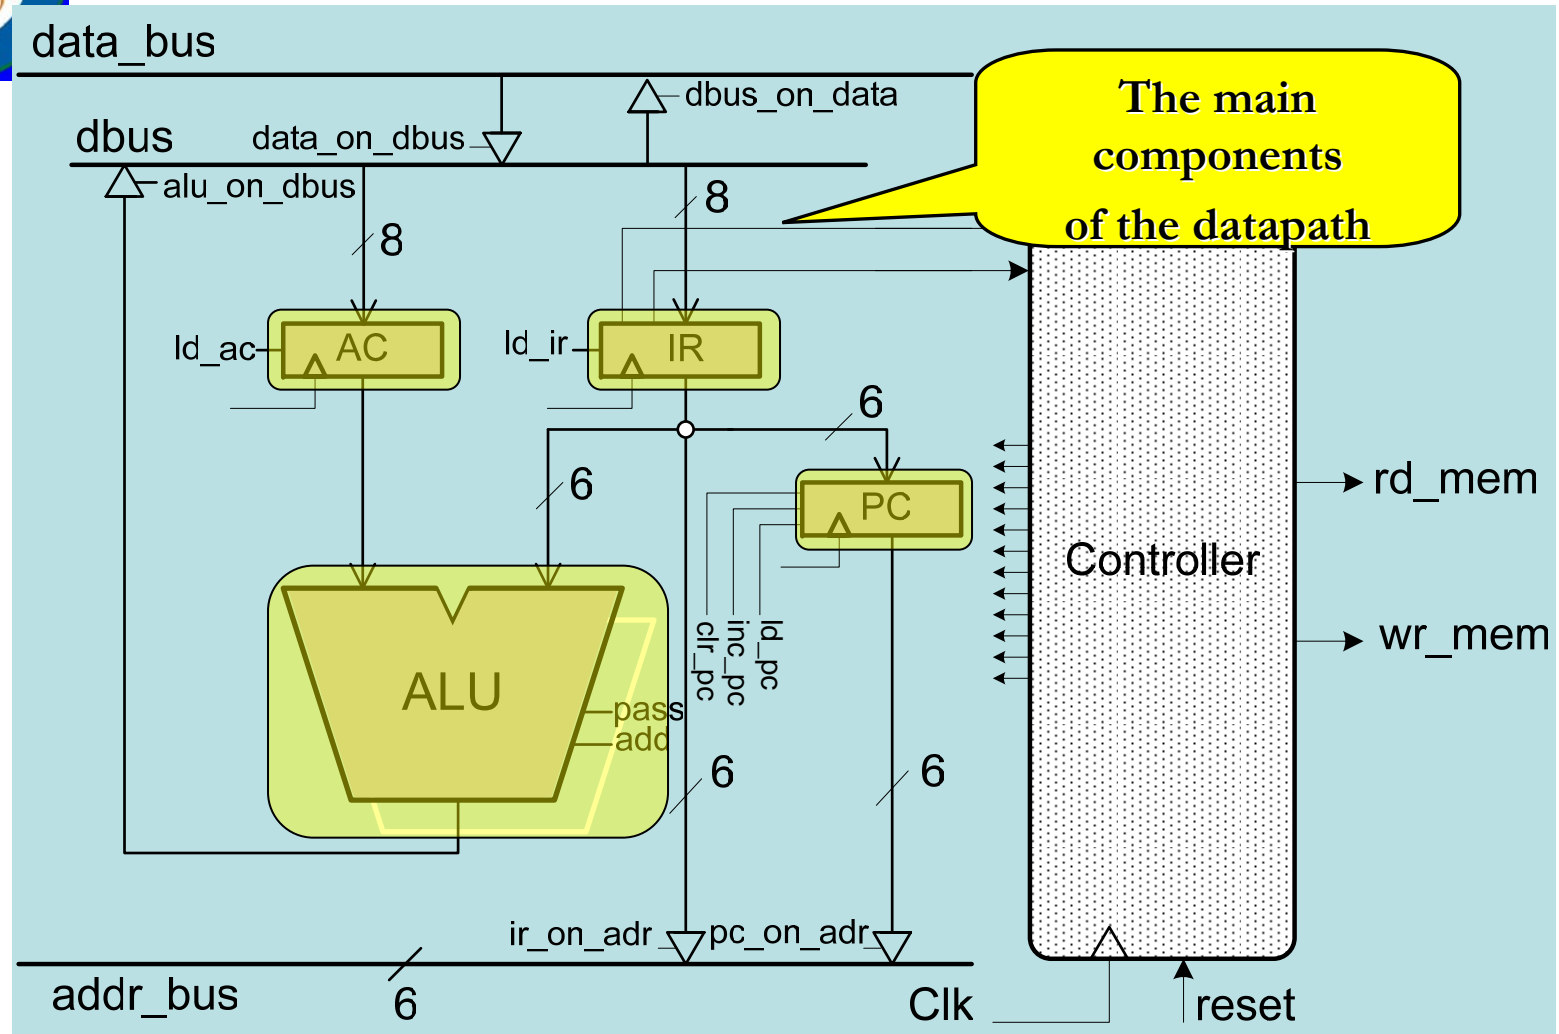 data_bus
The main
components
of the datapath
dbus_on_data
dbus
data_on_dbus
alu_on_dbus
8
8
ld_ac
AC
ld_ir
IR
6
6
PC
rd_mem
Controller
clr_pc
inc_pc
ld_pc
wr_mem
ALU
pass
add
6
6
ir_on_adr
pc_on_adr
addr_bus
6
Clk
reset